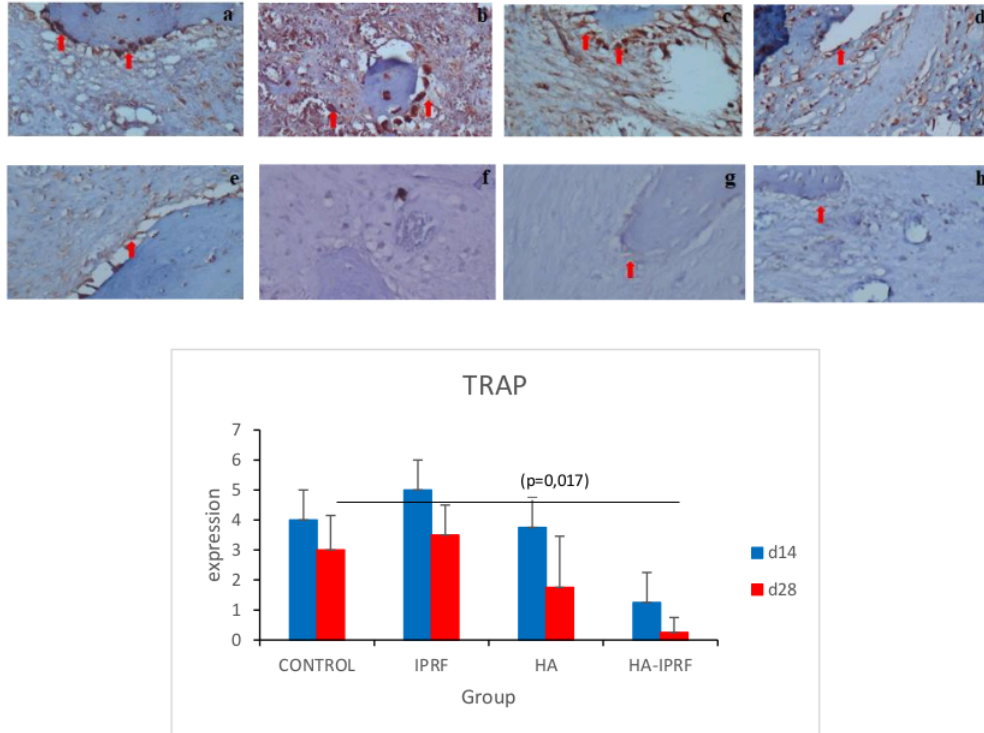 a b c d
e f g h
TRAP
7
6
5
4
3
2
1
0
expression
(p=0,017)
CONTROL IPRF HA HA-IPRF
Group
d14
d28